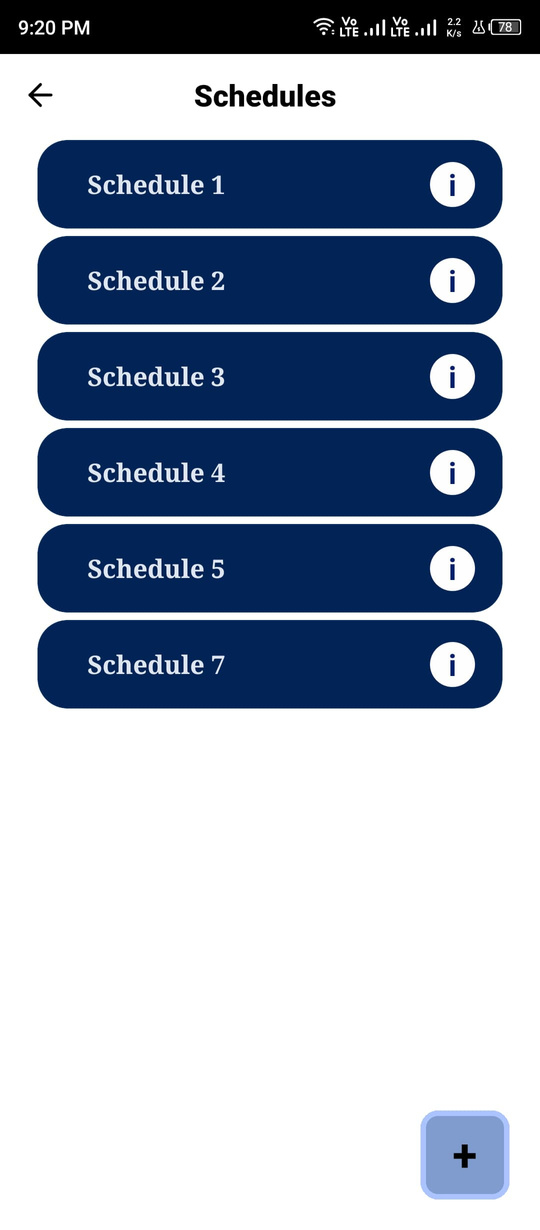 9:20 PM Vo LTE Vo LTE 2.2 K/s 78
Schedules
Schedule 1 i
Schedule 2 i
Schedule 3 i
Schedule 4 i
Schedule 5 i
Schedule 7 i
+